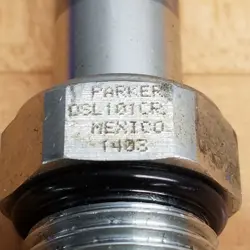 PARKER
DSL101CR
MEXICO
1403